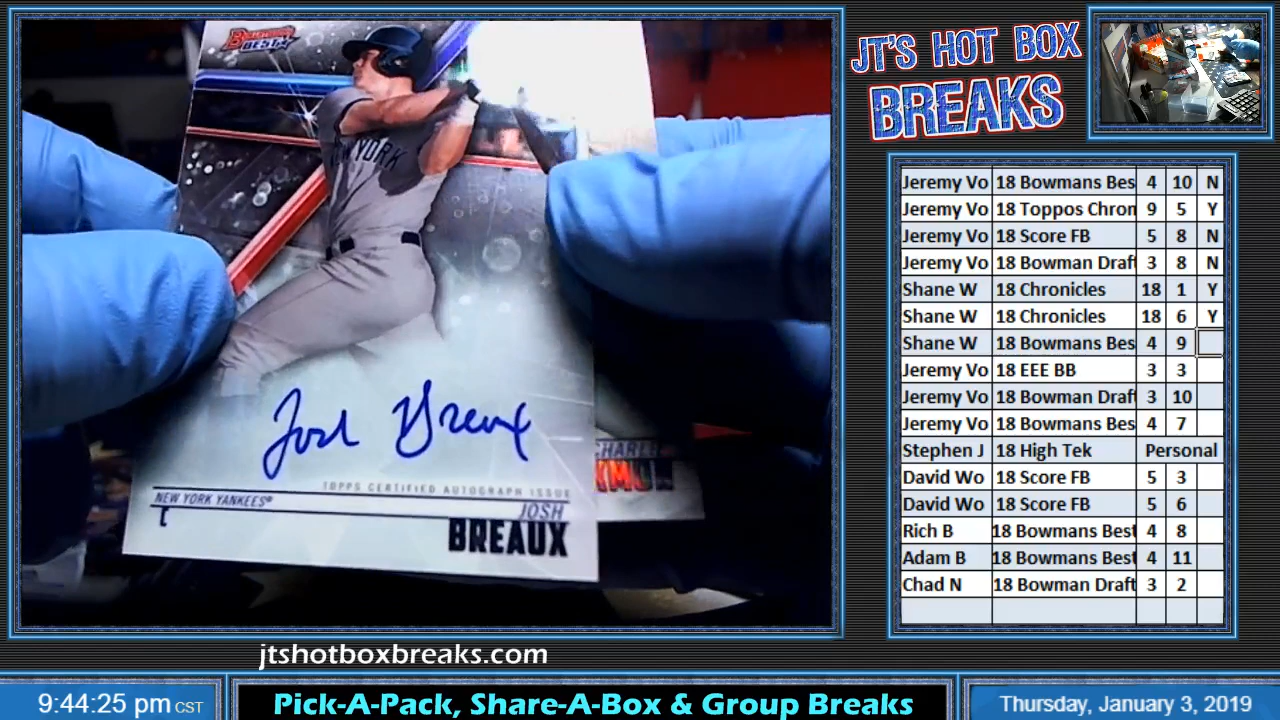 BOWMAN'S
BEST
NEW YORK
Josh Breaux
TOPPS CERTIFIED AUTOGRAPH ISSUE
NEW YORK YANKEES®
C
JOSH
BREAUX
JT'S HOT BOX
BREAKS
Jeremy Vo 18 Bowmans Bes 4 10 N
Jeremy Vo 18 Toppos Chron 9 5 Y
Jeremy Vo 18 Score FB 5 8 N
Jeremy Vo 18 Bowman Draft 3 8 N
Shane W 18 Chronicles 18 1 Y
Shane W 18 Chronicles 18 6 Y
Shane W 18 Bowmans Bes 4 9
Jeremy Vo 18 EEE BB 3 3
Jeremy Vo 18 Bowman Draft 3 10
Jeremy Vo 18 Bowmans Bes 4 7
Stephen J 18 High Tek Personal
David Wo 18 Score FB 5 3
David Wo 18 Score FB 5 6
Rich B 18 Bowmans Best 4 8
Adam B 18 Bowmans Best 4 11
Chad N 18 Bowman Draft 3 2
jtshotboxbreaks.com
9:44:25 pm CST
Pick-A-Pack, Share-A-Box & Group Breaks
Thursday, January 3, 2019